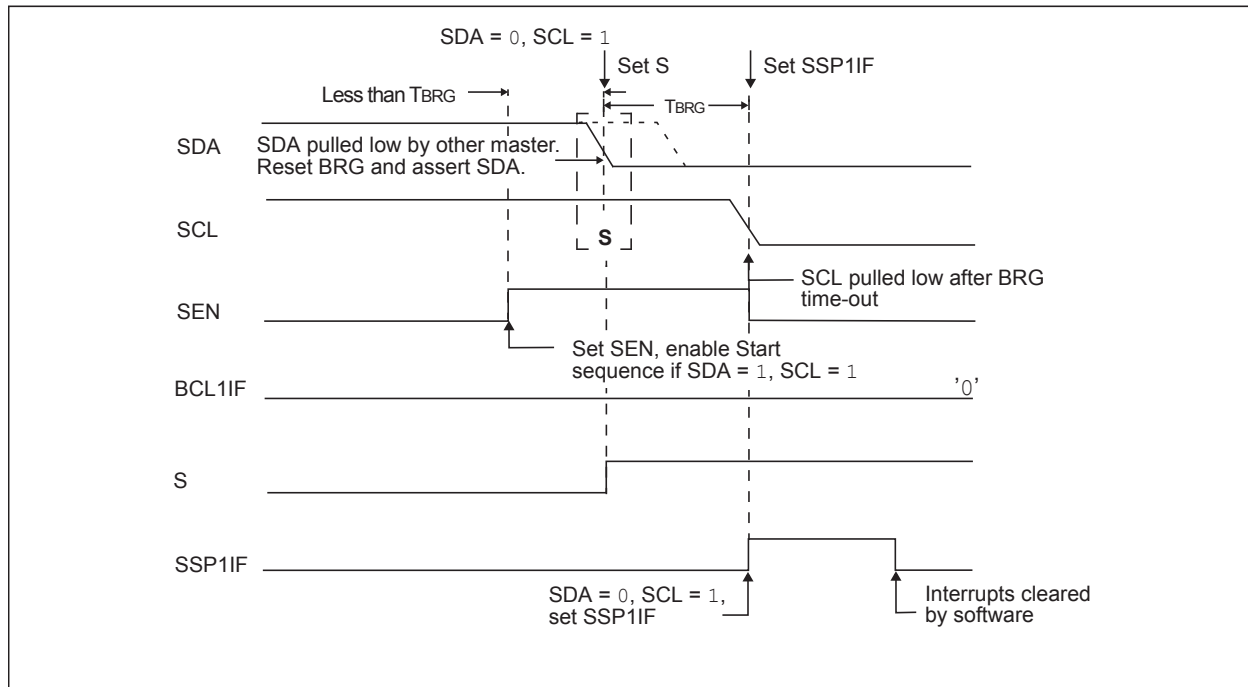 SDA = 0, SCL = 1
Set S
Set SSP1IF
Less than TBRG
TBRG
SDA
SDA pulled low by other master.
Reset BRG and assert SDA.
SCL
S
SCL pulled low after BRG
time-out
SEN
Set SEN, enable Start
sequence if SDA = 1, SCL = 1
BCL1IF
'0'
S
SSP1IF
SDA = 0, SCL = 1,
set SSP1IF
Interrupts cleared
by software